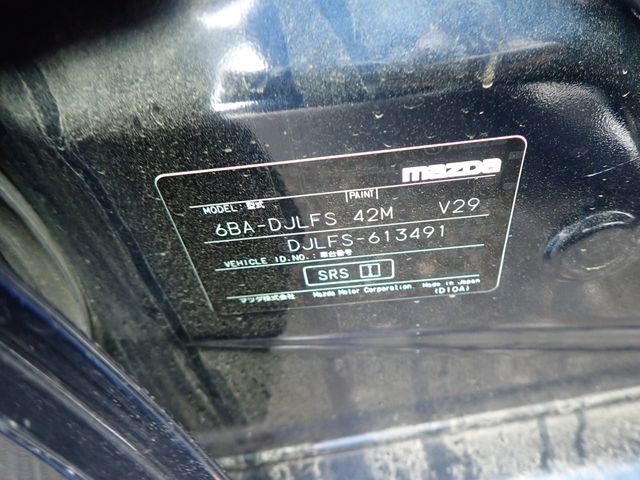 mazda
MODEL: 型式 PAINT
6BA-DJLFS 42M V29
DJLFS-613491
VEHICLE ID.NO.: 車台番号
SRS
マツダ株式会社 Mazda Motor Corporation Made in Japan
(D10A)